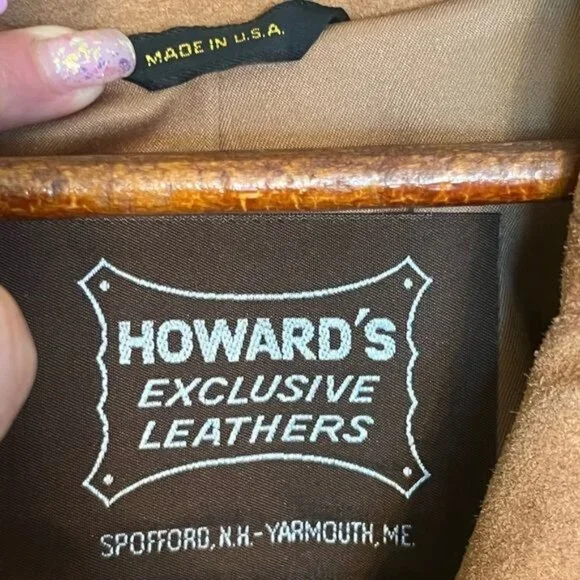 MADE IN U.S.A.
HOWARD'S
EXCLUSIVE
LEATHERS
SPOFFORD, N.H.-YARMOUTH, ME.